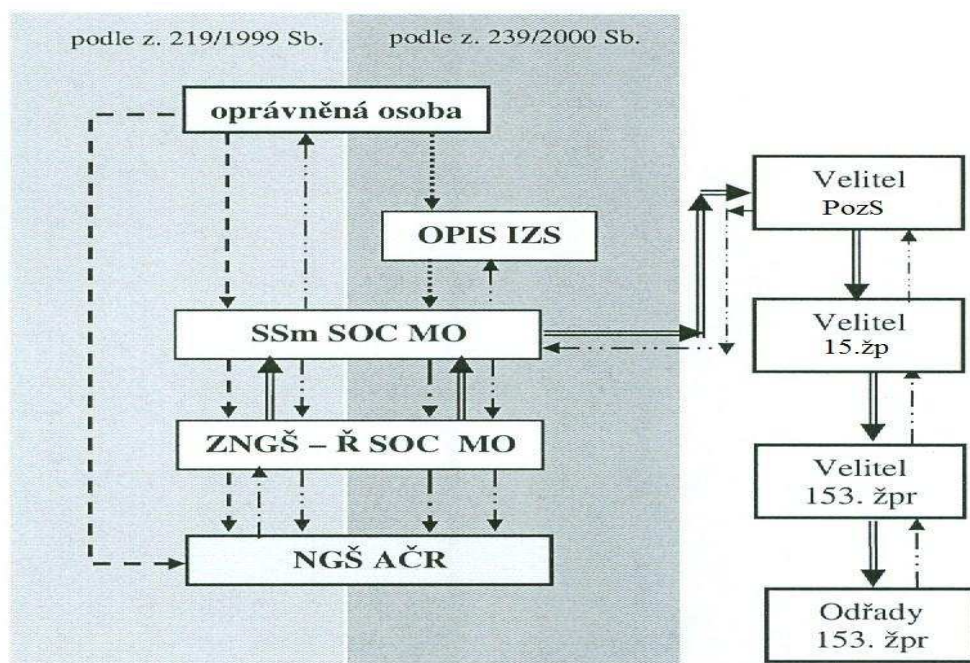 podle z. 219/1999 Sb.
podle z. 239/2000 Sb.
oprávněná osoba
OPIS IZS
SSm SOC MO
ZNGŠ – Ř SOC MO
NGŠ AČR
Velitel
PozS
Velitel
15.žp
Velitel
153. žpr
Odřady
153. žpr